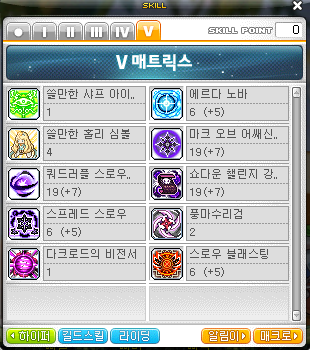 SKILL
I II III IV V
SKILL POINT 0
V 매트릭스
쓸만한 샤프 아이..
1
에르다 노바
6 (+5)
쓸만한 홀리 심볼
4
마크 오브 어쌔신..
19(+7)
쿼드러플 스로우..
19(+7)
쇼다운 챌린지 강..
19(+7)
스프레드 스로우
6 (+5)
풍마수리검
2
다크로드의 비전서
1
스로우 블래스팅
6 (+5)
하이퍼 길드스킬 라이딩 알림이 매크로